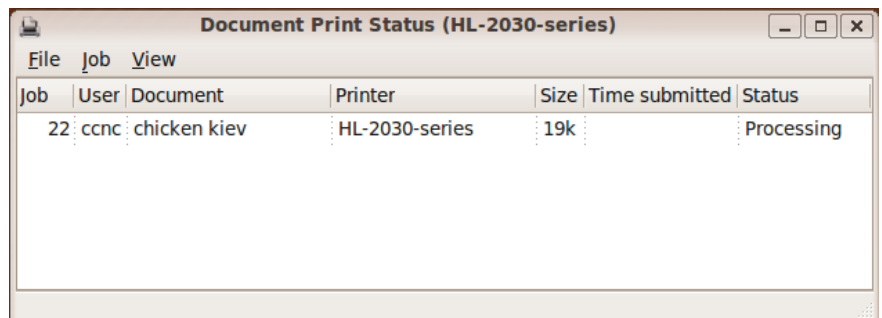 Document Print Status (HL-2030-series)
File Job View
Job User Document Printer Size Time submitted Status
22 ccnc chicken kiev HL-2030-series 19k Processing